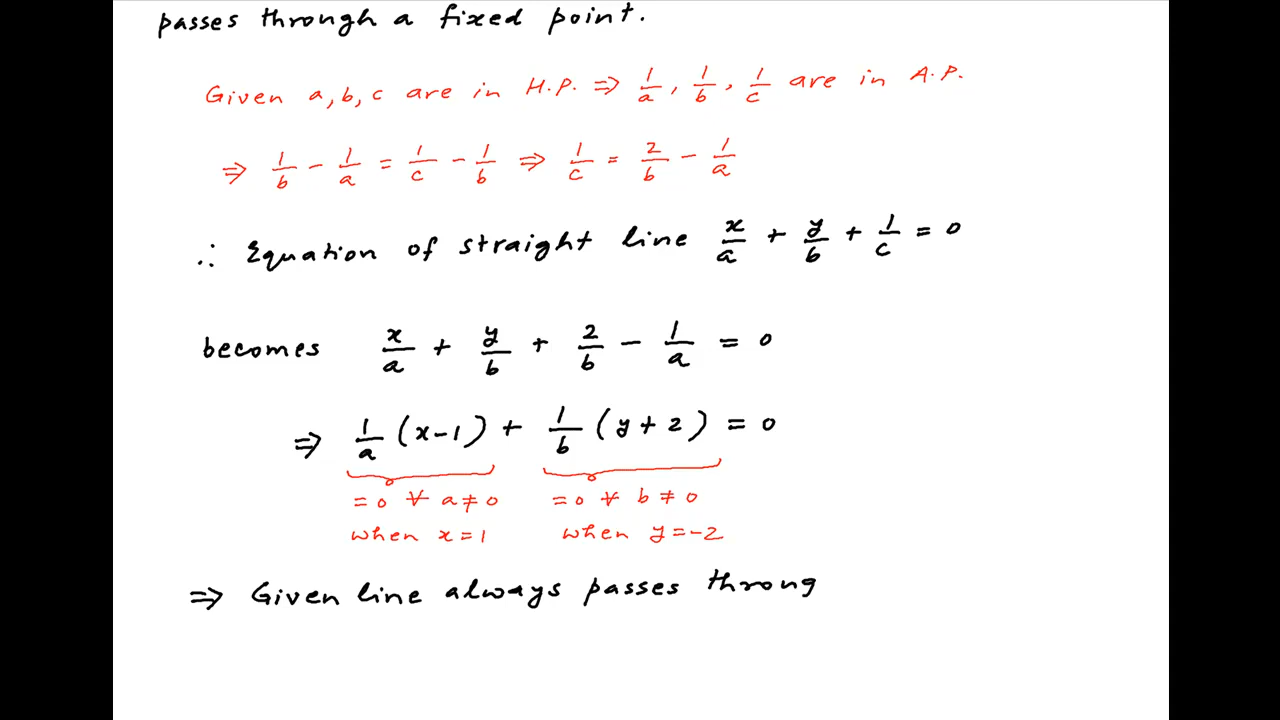 passes through a fixed point.
Given a, b, c are in H.P. ⇒ 1/a, 1/b, 1/c are in A.P.
⇒ 1/b − 1/a = 1/c − 1/b ⇒ 1/c = 2/b − 1/a
∴ Equation of straight line x/a + y/b + 1/c = 0
becomes x/a + y/b + 2/b − 1/a = 0
⇒ 1/a (x−1) + 1/b (y+2) = 0
= 0 ∀ a ≠ 0 = 0 ∀ b ≠ 0
when x = 1 when y = −2
⇒ Given line always passes throug